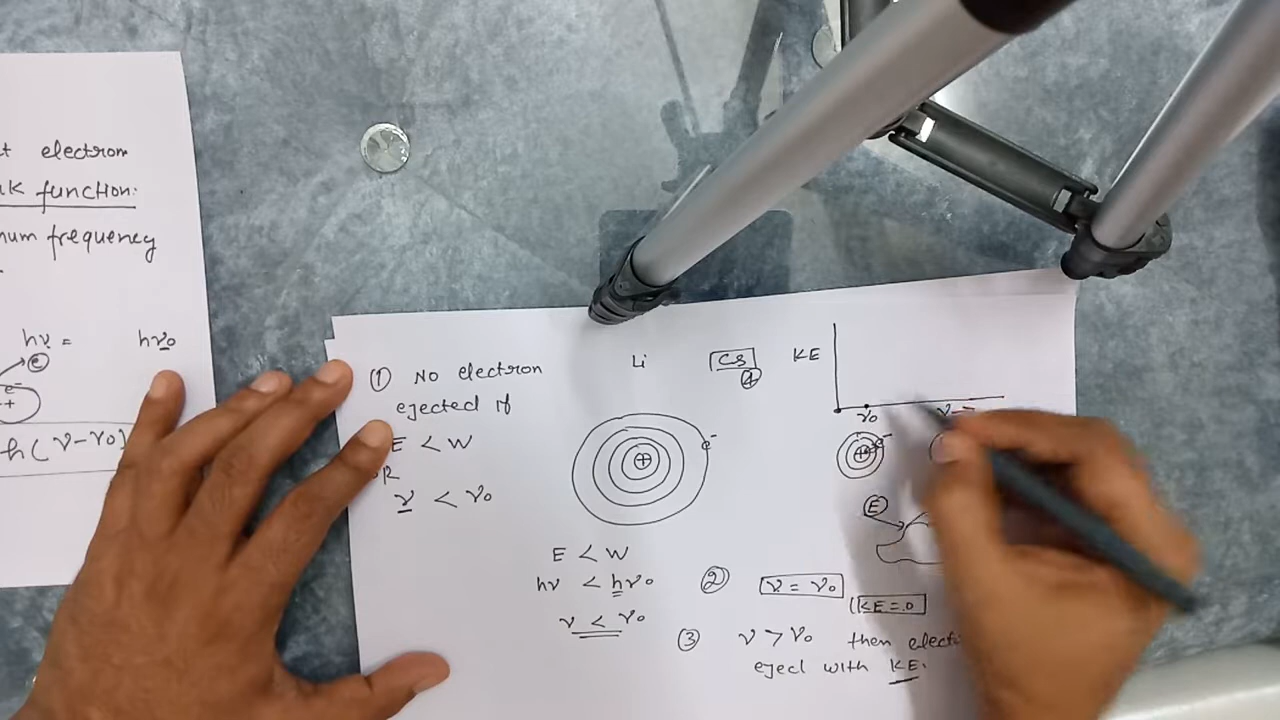 electron
function:
frequency
hν = hν₀
e
e⁻
+
h(ν-ν₀)
① No electron
ejected if
E < W
ν < ν₀
Li
Cs
+
e⁻
E < W
hν < hν₀
ν < ν₀
KE
ν₀
+
e⁻
E
② ν = ν₀
KE = 0
③ ν > ν₀ then
eject with KE.